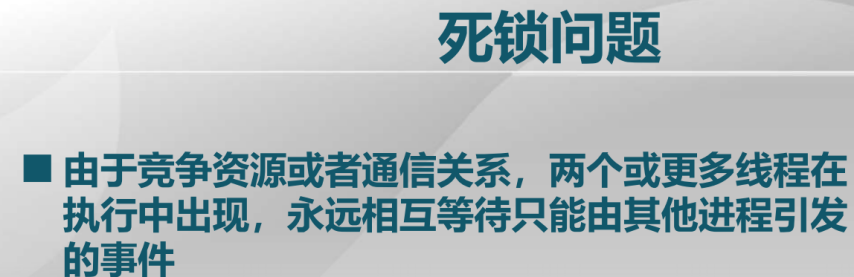 死锁问题
■ 由于竞争资源或者通信关系，两个或更多线程在
执行中出现，永远相互等待只能由其他进程引发
的事件